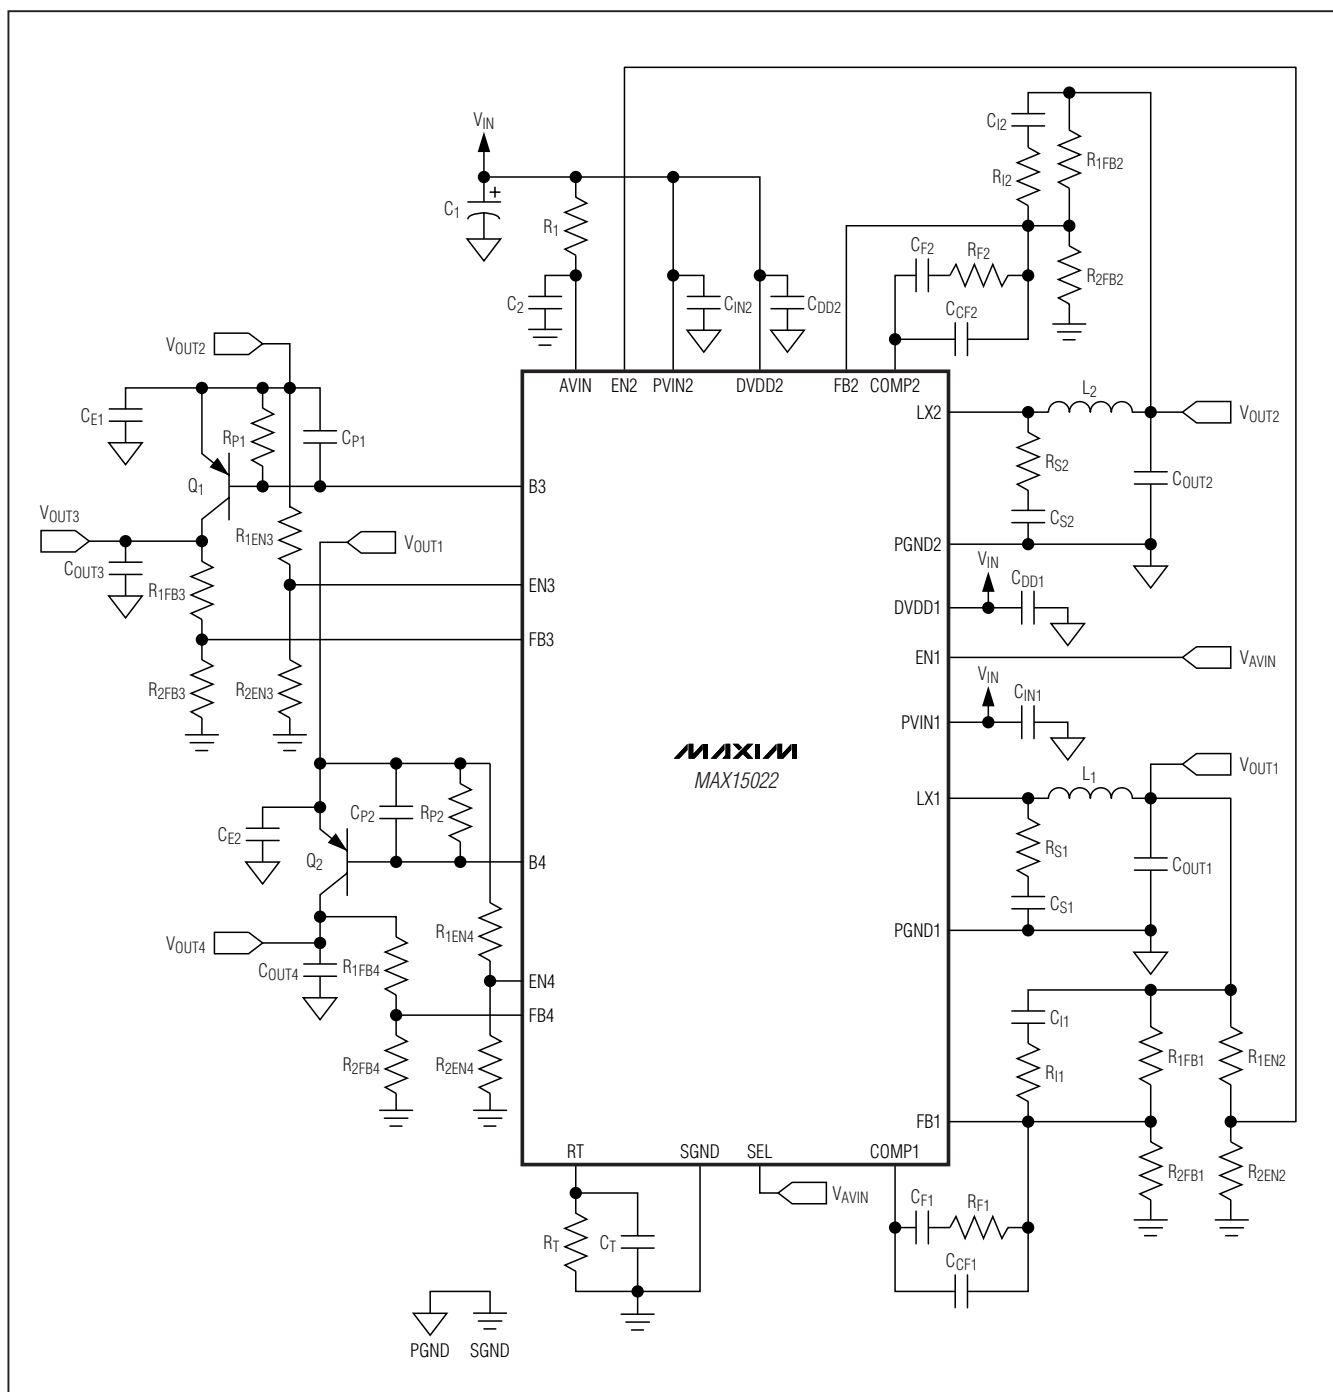 VIN
CI2
R1FB2
RI2
C1
+
R1
CF2
RF2
R2FB2
C2
CIN2
CDD2
CCF2
VOUT2
AVIN
EN2
PVIN2
DVDD2
FB2
COMP2
CE1
RP1
CP1
LX2
L2
VOUT2
RS2
COUT2
Q1
B3
CS2
VOUT3
R1EN3
VOUT1
PGND2
COUT3
R1FB3
EN3
VIN
CDD1
DVDD1
FB3
EN1
VAVIN
R2FB3
R2EN3
VIN
CIN1
PVIN1
MAXIM
MAX15022
VOUT1
L1
LX1
CP2
RP2
CE2
Q2
B4
RS1
COUT1
CS1
R1EN4
PGND1
VOUT4
COUT4
R1FB4
EN4
FB4
CI1
R2FB4
R2EN4
RI1
R1FB1
R1EN2
FB1
RT
SGND
SEL
COMP1
R2FB1
R2EN2
VAVIN
CF1
RF1
RT
CT
CCF1
PGND
SGND